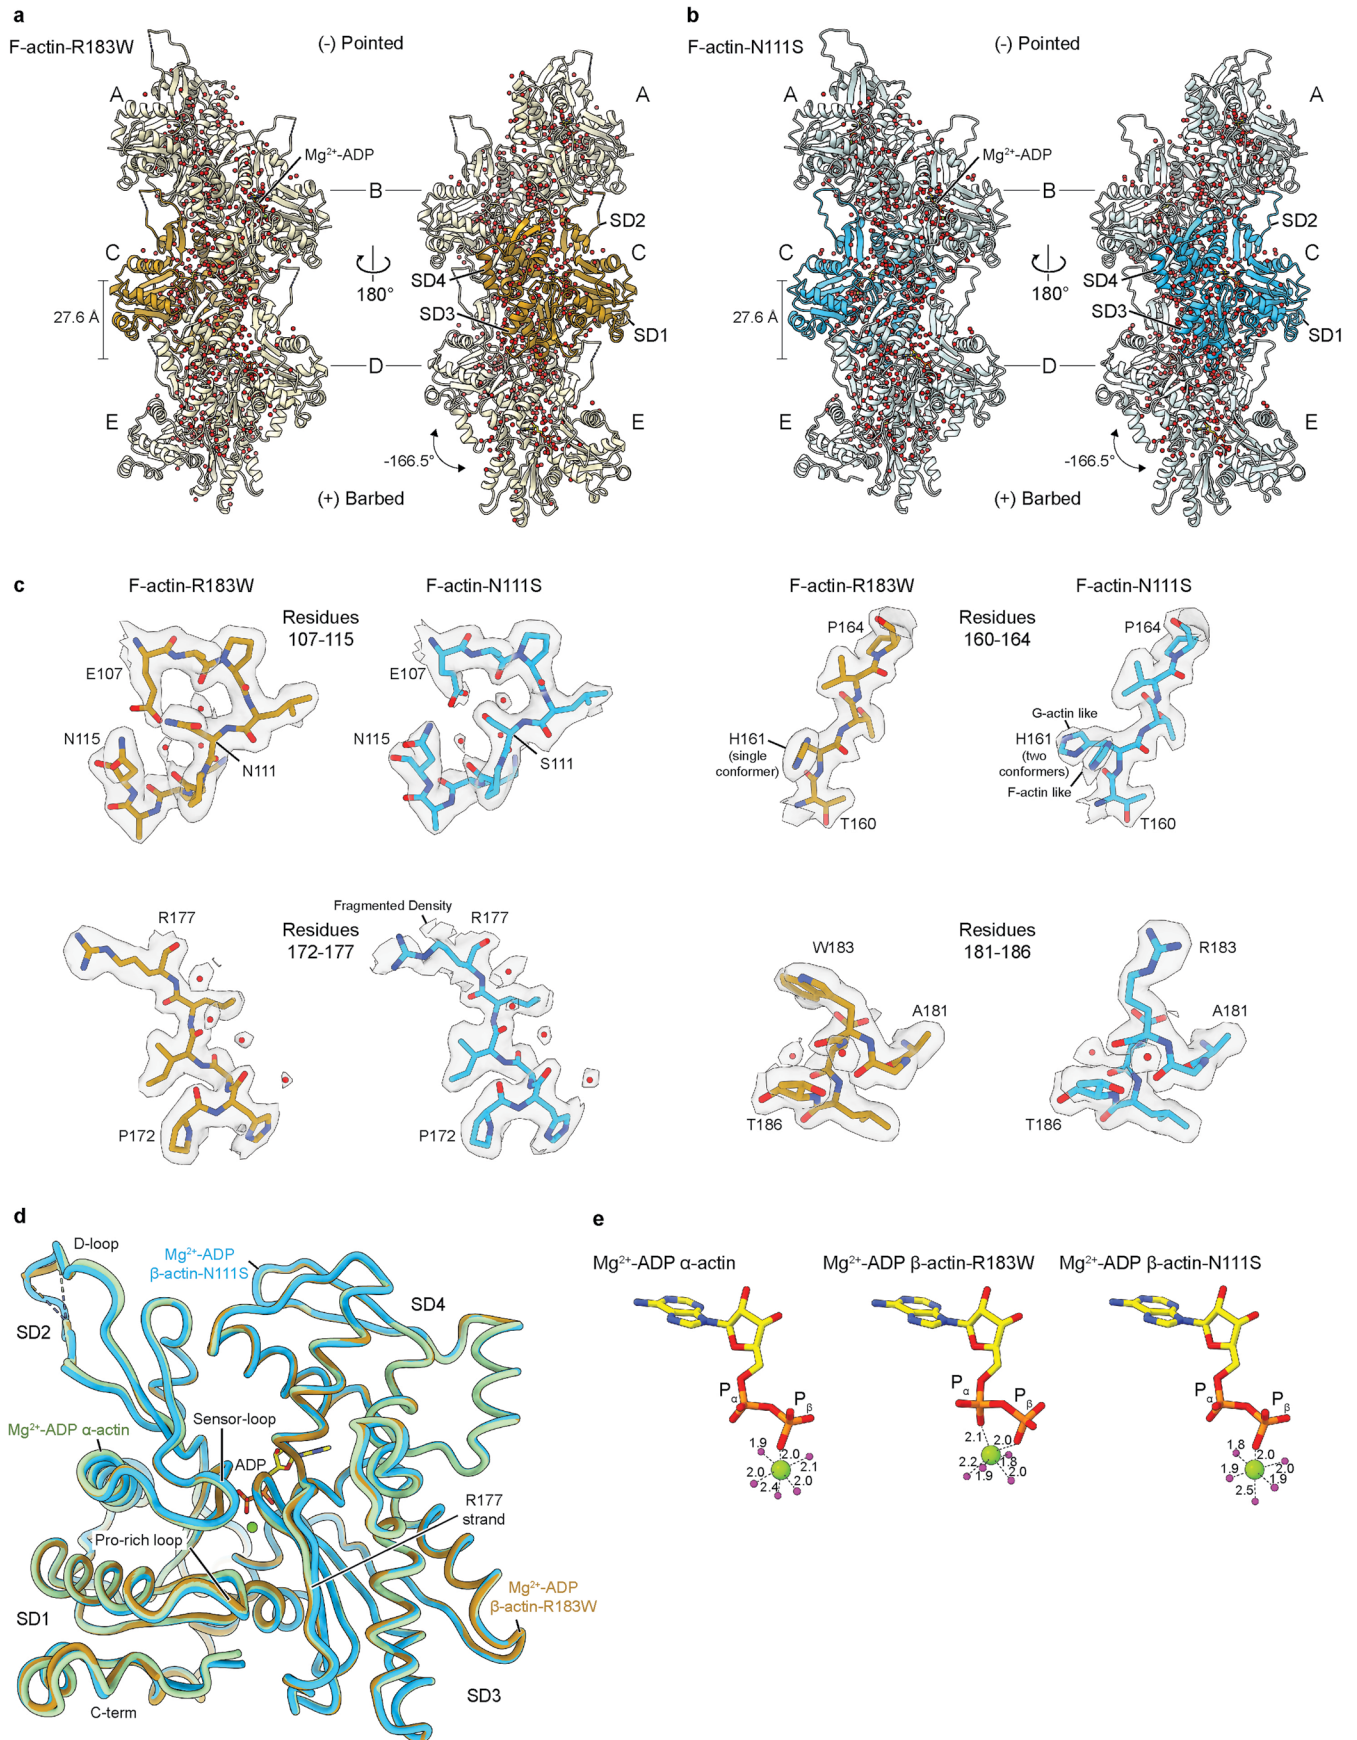 a
F-actin-R183W
(-) Pointed
A
A
Mg2+-ADP
B
SD2
C
C
SD4
180°
27.6 Å
SD3
SD1
D
E
E
-166.5°
(+) Barbed
b
F-actin-N111S
(-) Pointed
A
A
Mg2+-ADP
B
SD2
C
C
SD4
180°
27.6 Å
SD3
SD1
D
E
E
-166.5°
(+) Barbed
c
F-actin-R183W
F-actin-N111S
Residues
107-115
E107
E107
N115
N115
N111
S111
F-actin-R183W
F-actin-N111S
Residues
160-164
P164
P164
G-actin like
H161
(single
conformer)
H161
(two
conformers)
F-actin like
T160
T160
R177
Fragmented Density
R177
Residues
172-177
P172
P172
Residues
181-186
W183
R183
A181
A181
T186
T186
d
D-loop
Mg2+-ADP
β-actin-N111S
SD4
SD2
Sensor-loop
Mg2+-ADP α-actin
ADP
R177
strand
Pro-rich loop
Mg2+-ADP
β-actin-R183W
SD1
SD3
C-term
e
Mg2+-ADP α-actin
Mg2+-ADP β-actin-R183W
Mg2+-ADP β-actin-N111S
Pα
Pβ
1.9
2.0
2.1
2.0
2.0
2.4
Pα
Pβ
2.1
2.0
2.2
1.8
1.9
2.0
Pα
Pβ
1.8
2.0
2.0
1.9
1.9
2.5